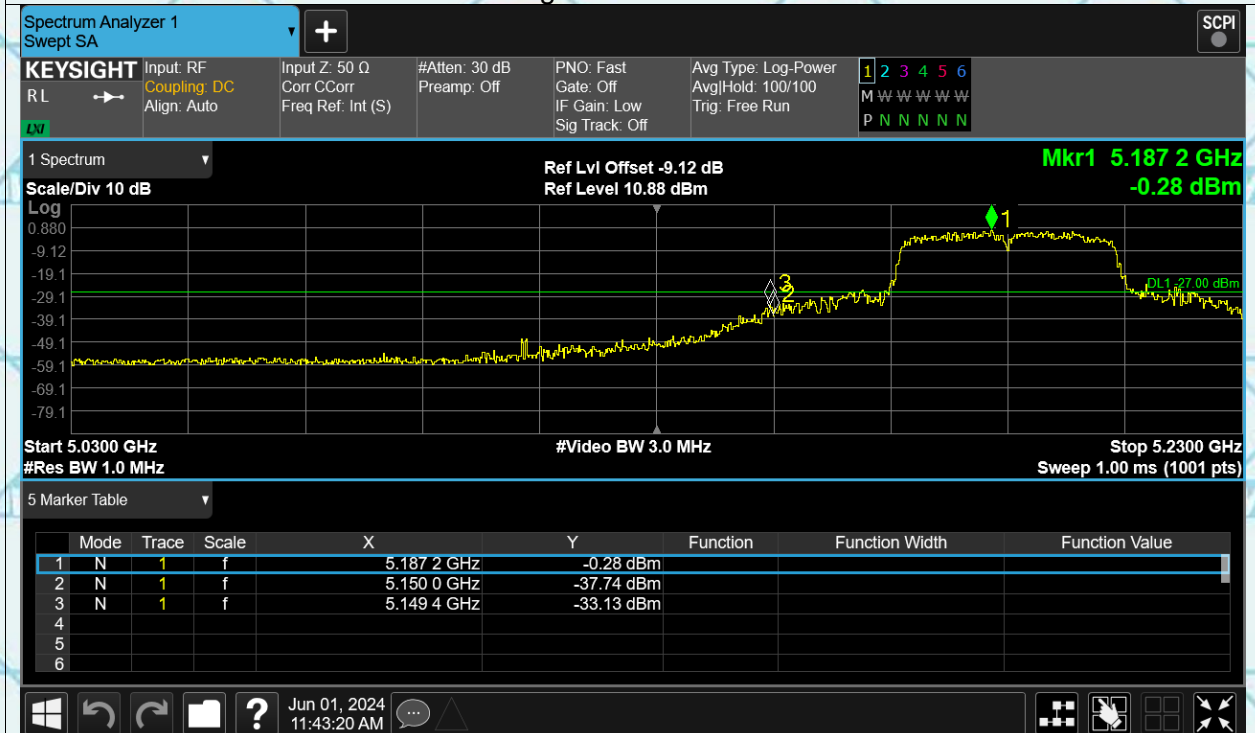 Spectrum Analyzer 1
Swept SA
+
SCPI
KEYSIGHT
RL
LXI
Input: RF
Coupling: DC
Align: Auto
Input Z: 50 Ω
Corr CCorr
Freq Ref: Int (S)
#Atten: 30 dB
Preamp: Off
PNO: Fast
Gate: Off
IF Gain: Low
Sig Track: Off
Avg Type: Log-Power
Avg|Hold: 100/100
Trig: Free Run
1 2 3 4 5 6
M W W W W W
P N N N N N
1 Spectrum
Scale/Div 10 dB
Ref Lvl Offset -9.12 dB
Ref Level 10.88 dBm
Mkr1 5.187 2 GHz
-0.28 dBm
Log
0.880
-9.12
-19.1
-29.1
-39.1
-49.1
-59.1
-69.1
-79.1
1
3
2
DL1 -27.00 dBm
Start 5.0300 GHz
#Video BW 3.0 MHz
Stop 5.2300 GHz
#Res BW 1.0 MHz
Sweep 1.00 ms (1001 pts)
5 Marker Table
Mode Trace Scale X Y Function Function Width Function Value
1 N 1 f 5.187 2 GHz -0.28 dBm
2 N 1 f 5.150 0 GHz -37.74 dBm
3 N 1 f 5.149 4 GHz -33.13 dBm
4
5
6
?
Jun 01, 2024
11:43:20 AM